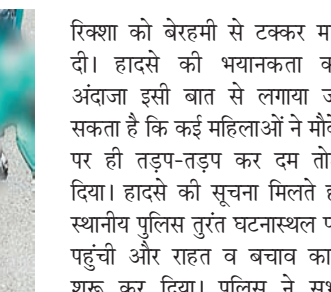 रिक्शा को बेरहमी से टक्कर म
दी। हादसे की भयानकता क
अंदाजा इसी बात से लगाया ज
सकता है कि कई महिलाओं ने मौके
पर ही तड़प-तड़प कर दम तो
दिया। हादसे की सूचना मिलते ह
स्थानीय पुलिस तुरंत घटनास्थल प
पहुंची और राहत व बचाव का
शुरू कर दिया। पुलिस ने सभ